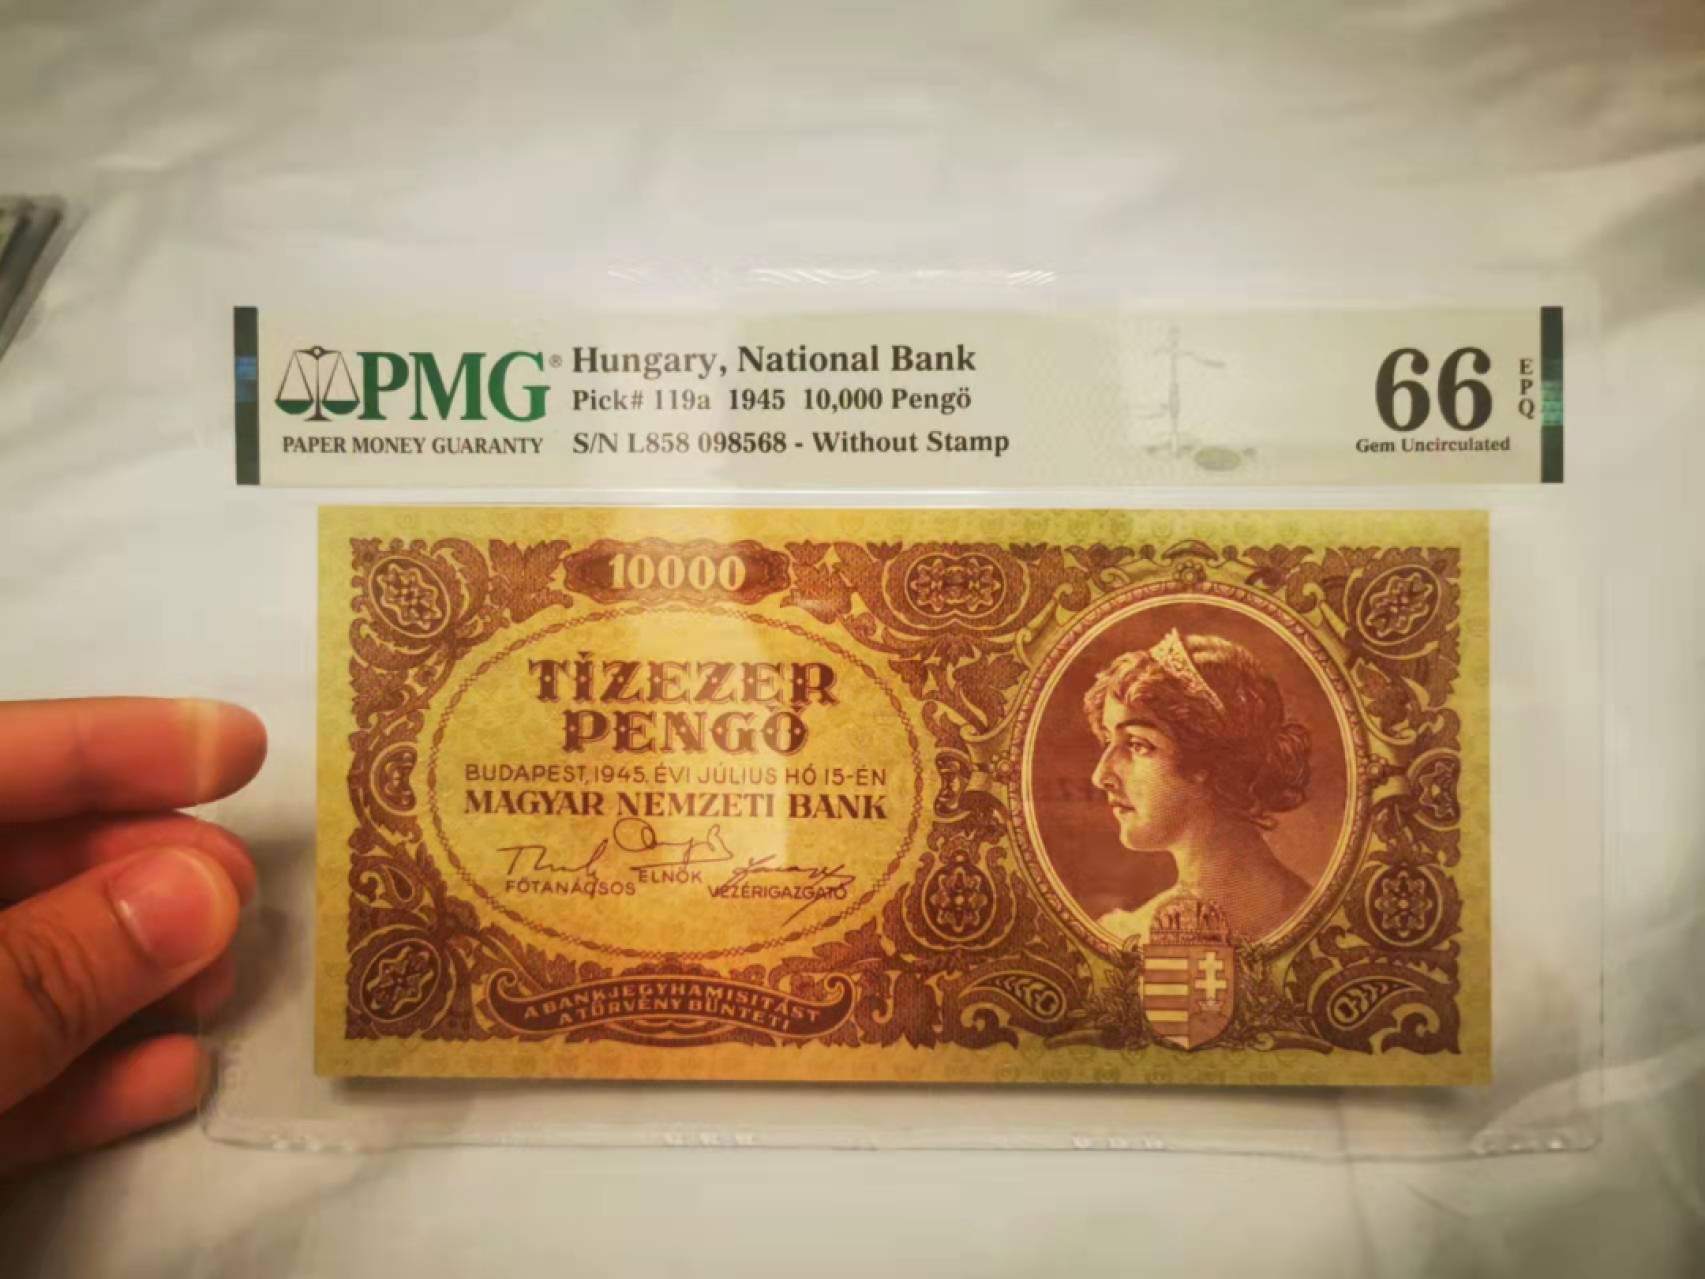 PMG®
PAPER MONEY GUARANTY
Hungary, National Bank
Pick# 119a 1945 10,000 Pengö
S/N L858 098568 - Without Stamp
66
EPQ
Gem Uncirculated
10000
TÍZEZER
PENGŐ
BUDAPEST, 1945. ÉVI JÚLIUS HÓ 15-ÉN
MAGYAR NEMZETI BANK
FŐTANÁCSOS
ELNÖK
VEZÉRIGAZGATÓ
A BANKJEGYHAMISITÁST
A TÖRVÉNY BÜNTETI